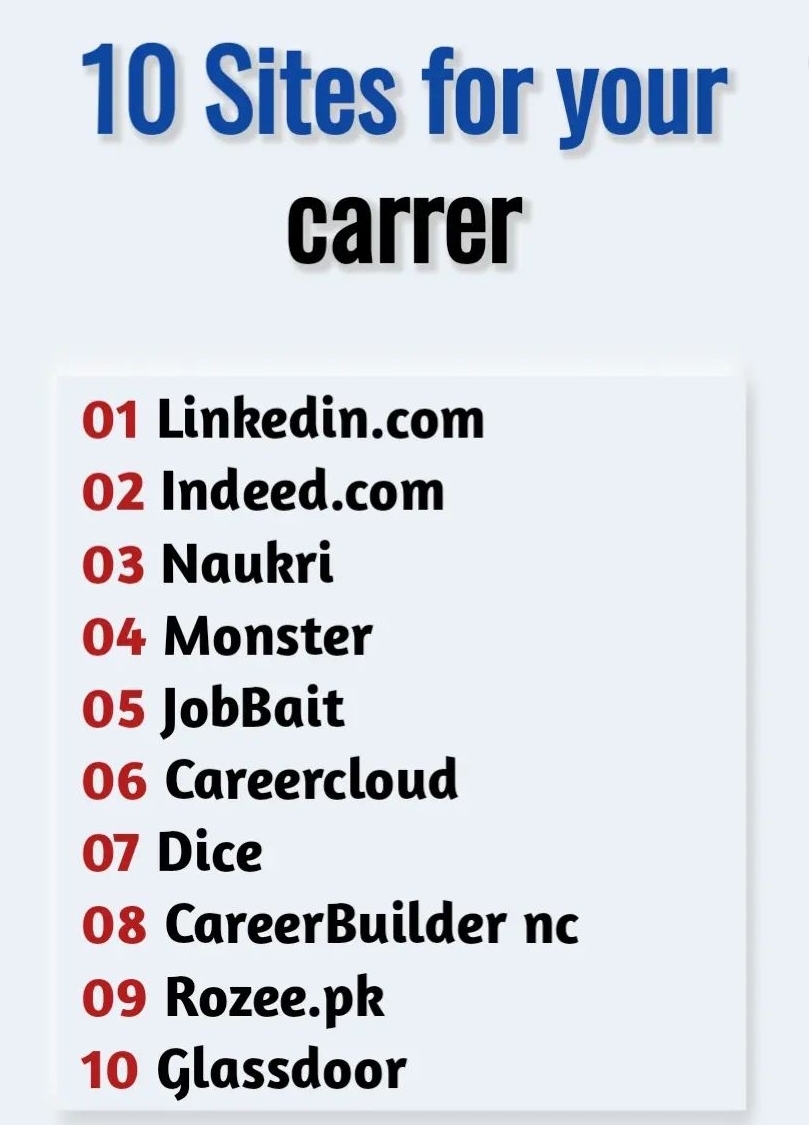 10 Sites for your
carrer
01 Linkedin.com
02 Indeed.com
03 Naukri
04 Monster
05 JobBait
06 Careercloud
07 Dice
08 CareerBuilder nc
09 Rozee.pk
10 Glassdoor